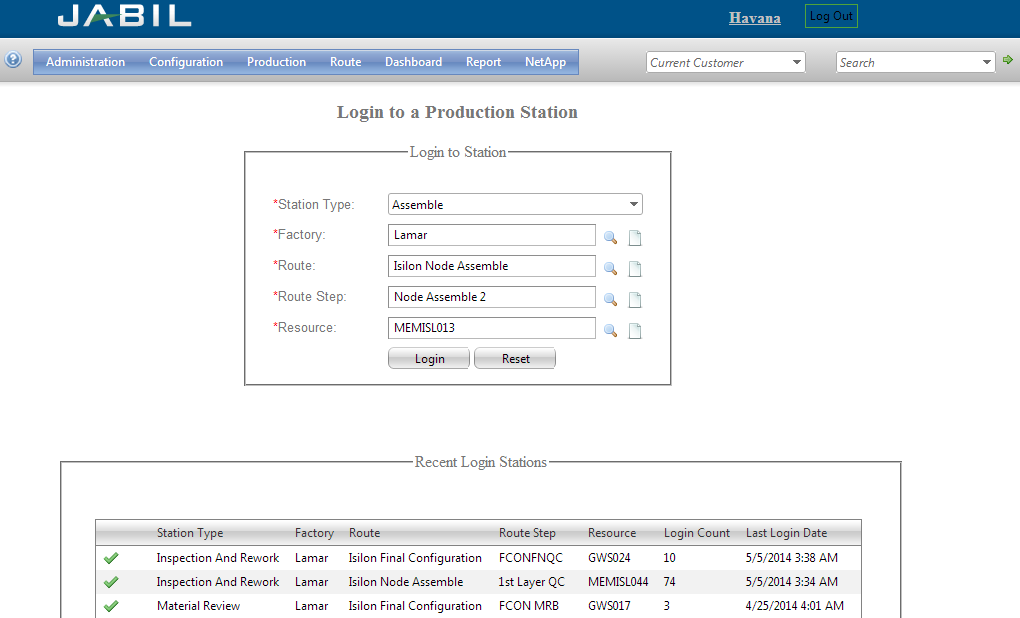 JABIL
Havana Log Out
Administration Configuration Production Route Dashboard Report NetApp Current Customer Search
Login to a Production Station
Login to Station
*Station Type: Assemble
*Factory: Lamar
*Route: Isilon Node Assemble
*Route Step: Node Assemble 2
*Resource: MEMISL013
Login Reset
Recent Login Stations
Station Type Factory Route Route Step Resource Login Count Last Login Date
Inspection And Rework Lamar Isilon Final Configuration FCONFNQC GWS024 10 5/5/2014 3:38 AM
Inspection And Rework Lamar Isilon Node Assemble 1st Layer QC MEMISL044 74 5/5/2014 3:34 AM
Material Review Lamar Isilon Final Configuration FCON MRB GWS017 3 4/25/2014 4:01 AM